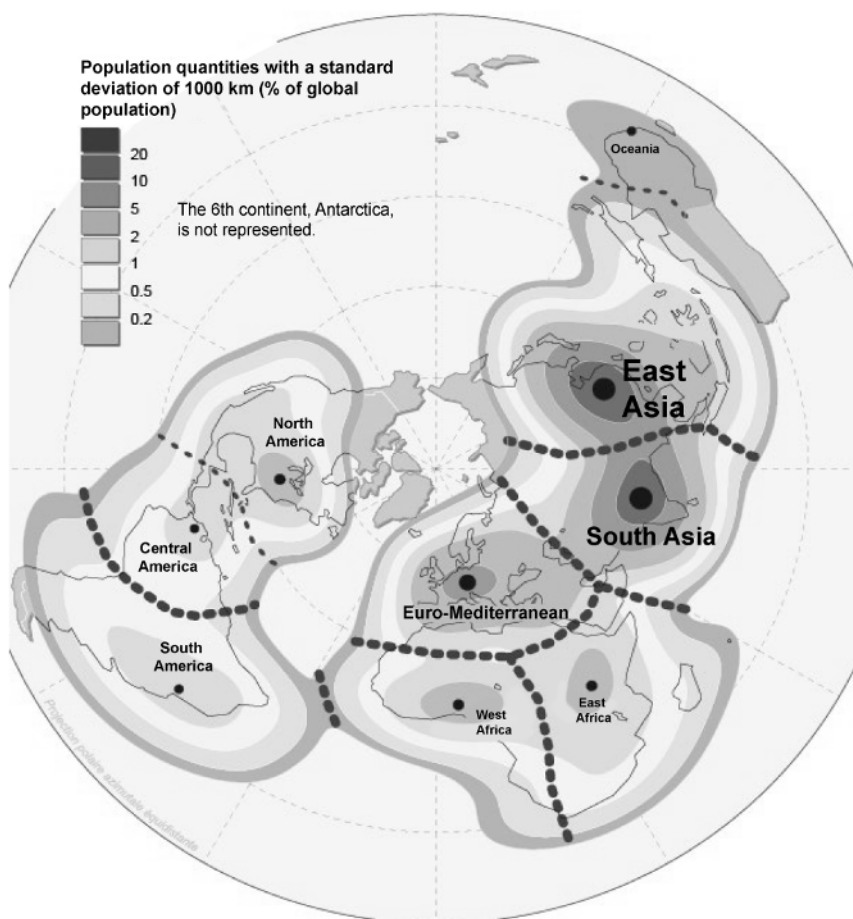 Population quantities with a standard
deviation of 1000 km (% of global
population)
20
10
5
2
1
0.5
0.2
The 6th continent, Antarctica,
is not represented.
Oceania
East
Asia
North
America
South Asia
Central
America
Euro-Mediterranean
South
America
West
Africa
East
Africa
Projection polaire azimutale équidistante